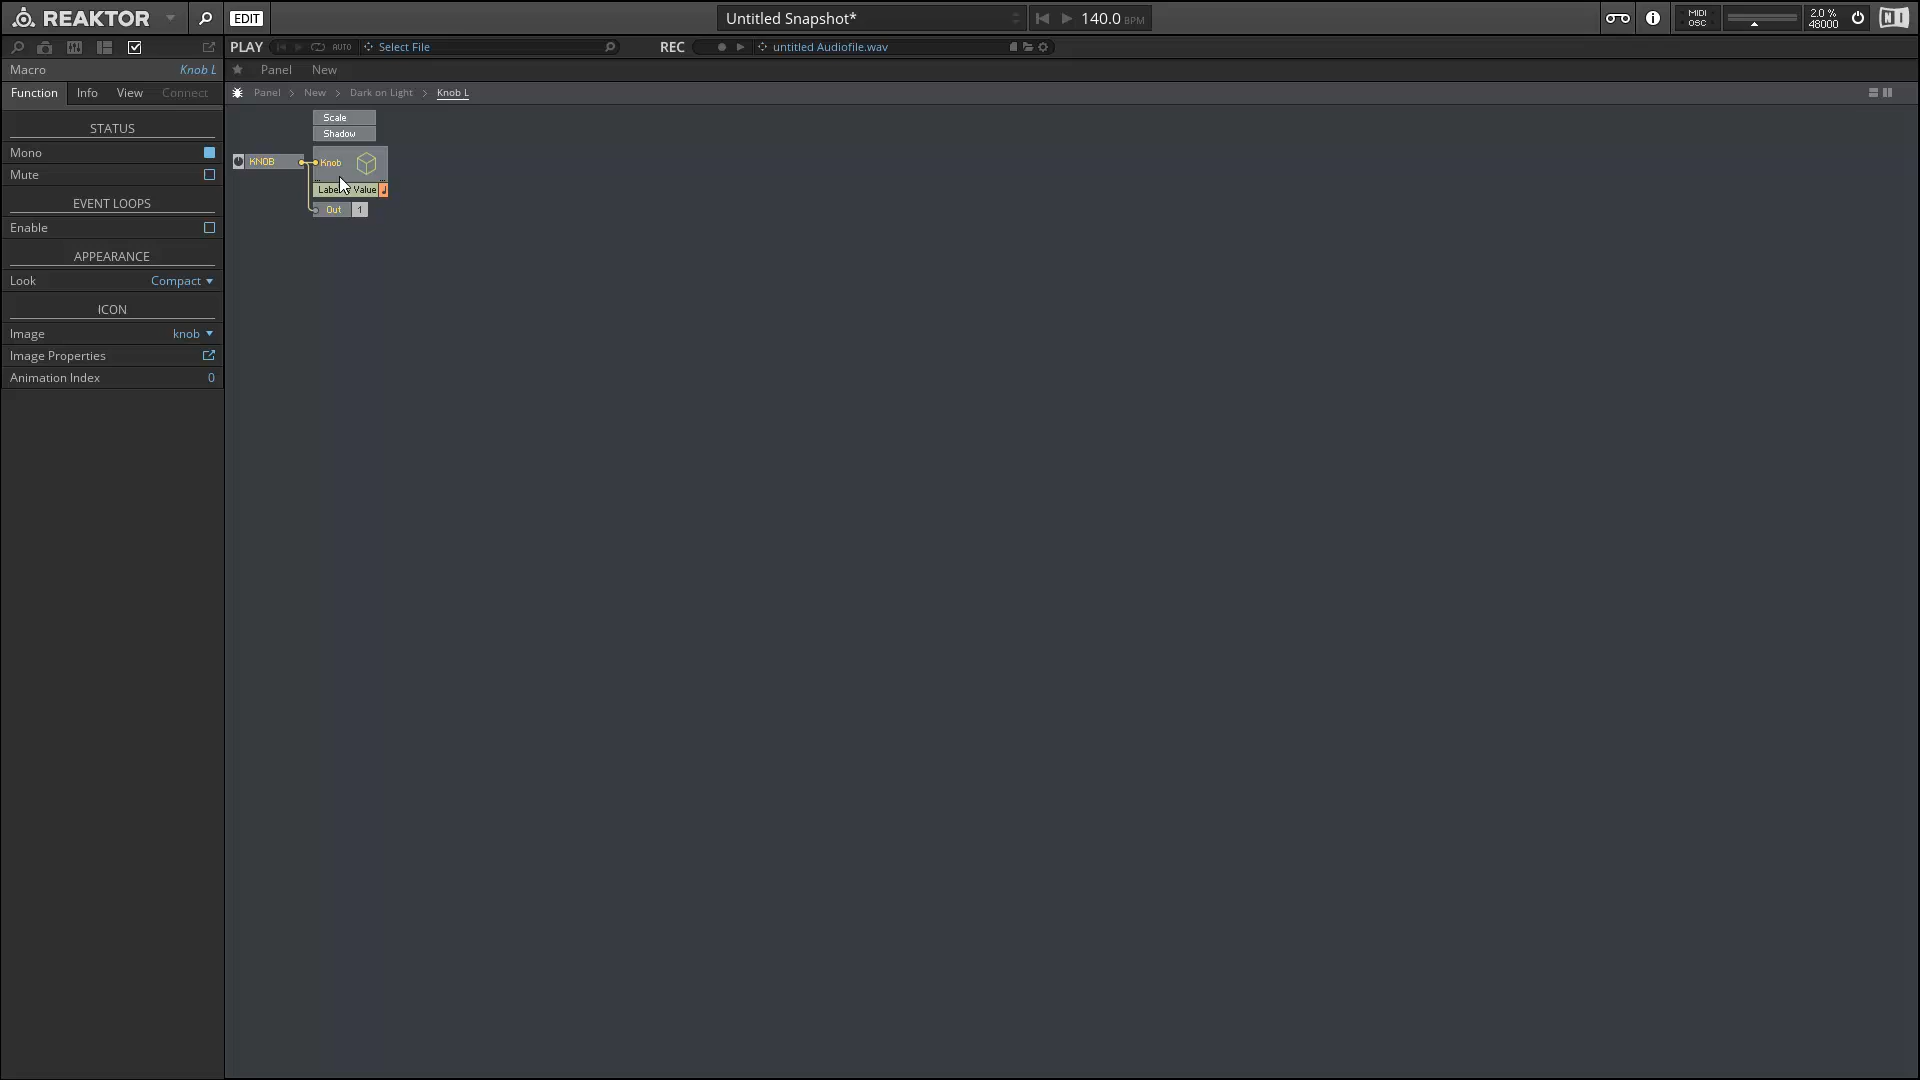 REAKTOR
EDIT
Untitled Snapshot*
140.0 BPM
MIDI
OSC
2.0 %
48000
NI
PLAY
AUTO
Select File
REC
untitled Audiofile.wav
Macro
Knob L
Panel
New
Function
Info
View
Connect
Panel > New > Dark on Light > Knob L
STATUS
Mono
Mute
EVENT LOOPS
Enable
APPEARANCE
Look
Compact
ICON
Image
knob
Image Properties
Animation Index
0
Scale
Shadow
KNOB
Knob
Value
Out
1